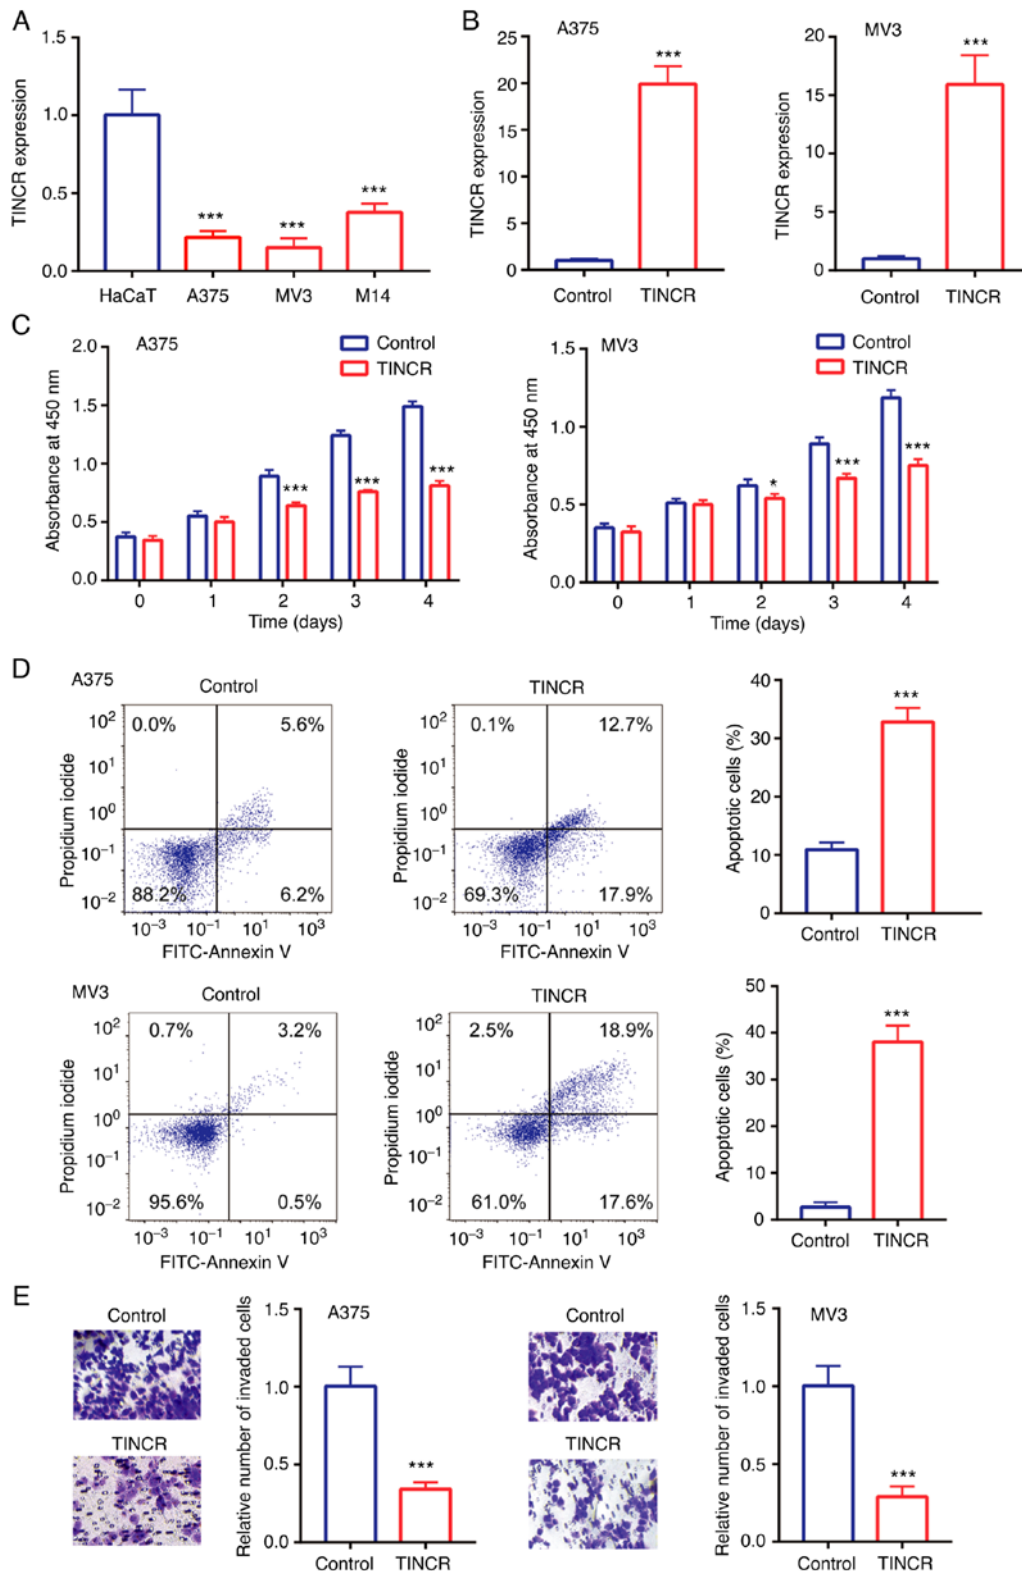 A
TINCR expression
1.5
1.0
0.5
0.0
***
***
***
HaCaT A375 MV3 M14
B
A375
TINCR expression
25
20
15
10
5
0
***
Control TINCR
MV3
TINCR expression
20
15
10
5
0
***
Control TINCR
C
A375
Control
TINCR
Absorbance at 450 nm
2.0
1.5
1.0
0.5
0.0
***
***
***
0 1 2 3 4
Time (days)
MV3
Control
TINCR
Absorbance at 450 nm
1.5
1.0
0.5
0.0
*
***
***
0 1 2 3 4
Time (days)
D
A375
Control
Propidium iodide
10² 10¹ 10⁰ 10⁻¹ 10⁻²
0.0% 5.6%
88.2% 6.2%
10⁻³ 10⁻¹ 10¹ 10³
FITC-Annexin V
TINCR
Propidium iodide
10² 10¹ 10⁰ 10⁻¹ 10⁻²
0.1% 12.7%
69.3% 17.9%
10⁻³ 10⁻¹ 10¹ 10³
FITC-Annexin V
Apoptotic cells (%)
40
30
20
10
0
***
Control TINCR
MV3
Control
Propidium iodide
10² 10¹ 10⁰ 10⁻¹ 10⁻²
0.7% 3.2%
95.6% 0.5%
10⁻³ 10⁻¹ 10¹ 10³
FITC-Annexin V
TINCR
Propidium iodide
10² 10¹ 10⁰ 10⁻¹ 10⁻²
2.5% 18.9%
61.0% 17.6%
10⁻³ 10⁻¹ 10¹ 10³
FITC-Annexin V
Apoptotic cells (%)
50
40
30
20
10
0
***
Control TINCR
E
Control
TINCR
A375
Relative number of invaded cells
1.5
1.0
0.5
0.0
***
Control TINCR
Control
TINCR
MV3
Relative number of invaded cells
1.5
1.0
0.5
0.0
***
Control TINCR